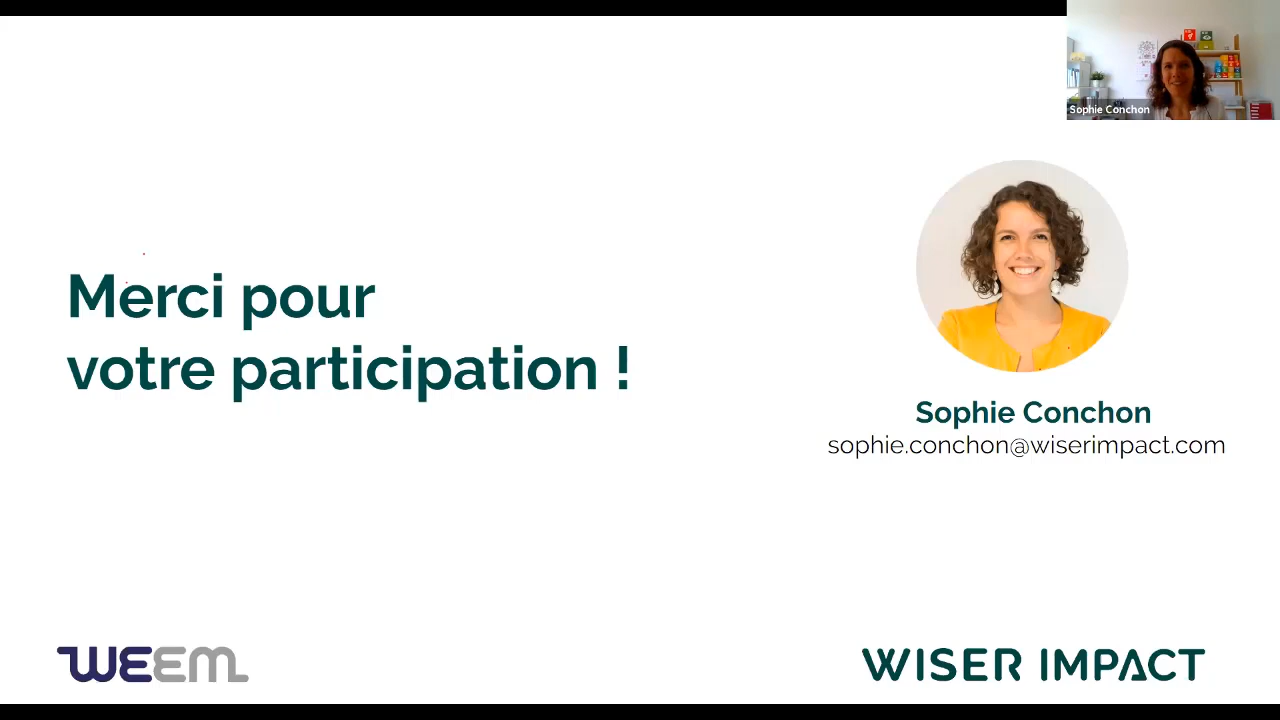 Sophie Conchon
Merci pour
votre participation !
Sophie Conchon
sophie.conchon@wiserimpact.com
WEEM
WISER IMPACT